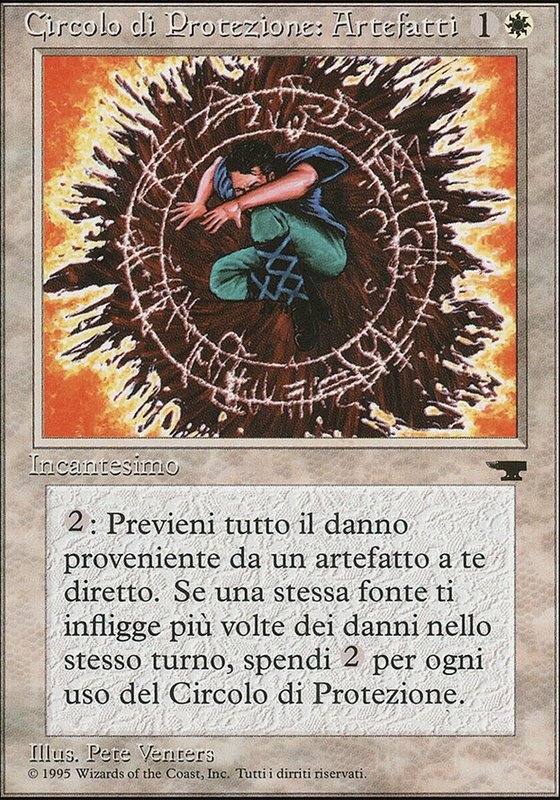 Circolo di Protezione: Artefatti 1
Incantesimo
2: Previeni tutto il danno
proveniente da un artefatto a te
diretto. Se una stessa fonte ti
infligge più volte dei danni nello
stesso turno, spendi 2 per ogni
uso del Circolo di Protezione.
Illus. Pete Venters
© 1995 Wizards of the Coast, Inc. Tutti i dirriti riservati.